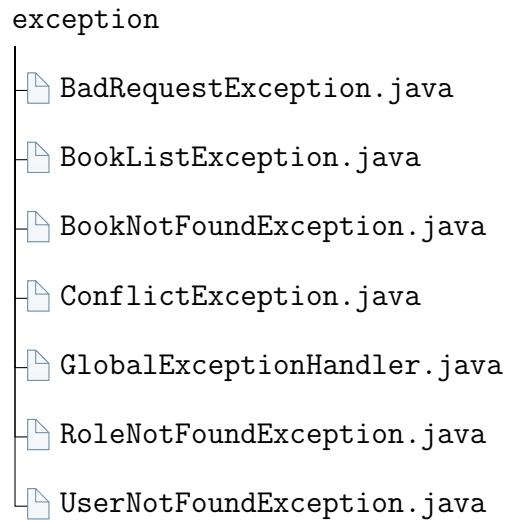 exception
BadRequestException.java
BookListException.java
BookNotFoundException.java
ConflictException.java
GlobalExceptionHandler.java
RoleNotFoundException.java
UserNotFoundException.java